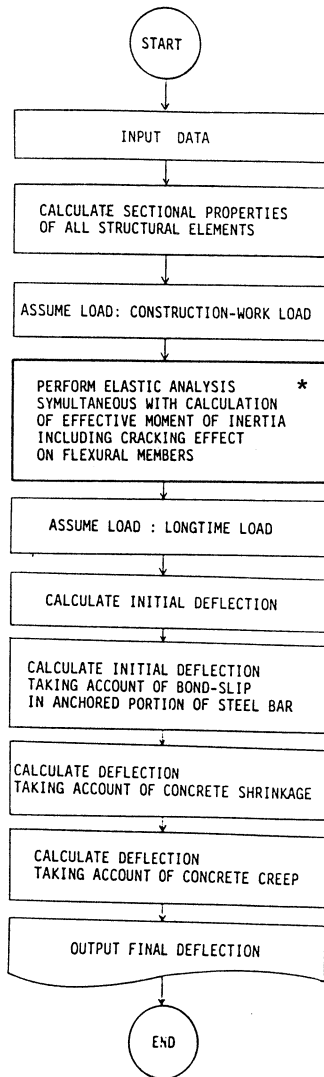 START
INPUT DATA
CALCULATE SECTIONAL PROPERTIES
OF ALL STRUCTURAL ELEMENTS
ASSUME LOAD: CONSTRUCTION-WORK LOAD
PERFORM ELASTIC ANALYSIS *
SYMULTANEOUS WITH CALCULATION
OF EFFECTIVE MOMENT OF INERTIA
INCLUDING CRACKING EFFECT
ON FLEXURAL MEMBERS
ASSUME LOAD : LONGTIME LOAD
CALCULATE INITIAL DEFLECTION
CALCULATE INITIAL DEFLECTION
TAKING ACCOUNT OF BOND-SLIP
IN ANCHORED PORTION OF STEEL BAR
CALCULATE DEFLECTION
TAKING ACCOUNT OF CONCRETE SHRINKAGE
CALCULATE DEFLECTION
TAKING ACCOUNT OF CONCRETE CREEP
OUTPUT FINAL DEFLECTION
END